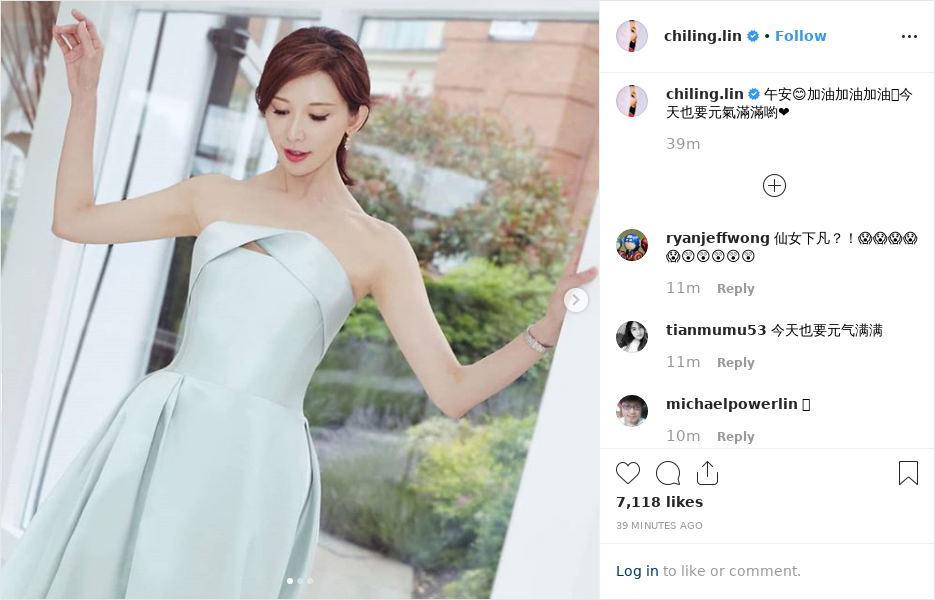 chiling.lin • Follow
chiling.lin 午安😊加油加油加油▯今
天也要元氣滿滿喲❤
39m
ryanjeffwong 仙女下凡？！😱😱😱😱
😱😲😲😲😲😲
11m Reply
tianmumu53 今天也要元气满满
11m Reply
michaelpowerlin ▯
10m Reply
7,118 likes
39 MINUTES AGO
Log in to like or comment.